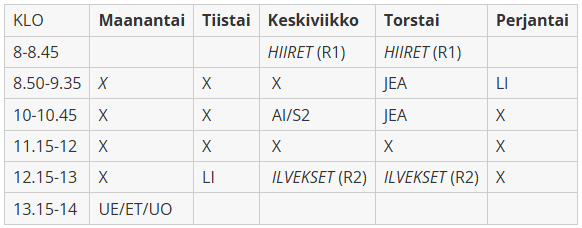 KLO Maanantai Tiistai Keskiviikko Torstai Perjantai
8-8.45 HIIRET (R1) HIIRET (R1)
8.50-9.35 X X X JEA LI
10-10.45 X X AI/S2 JEA X
11.15-12 X X X X X
12.15-13 X LI ILVEKSET (R2) ILVEKSET (R2) X
13.15-14 UE/ET/UO